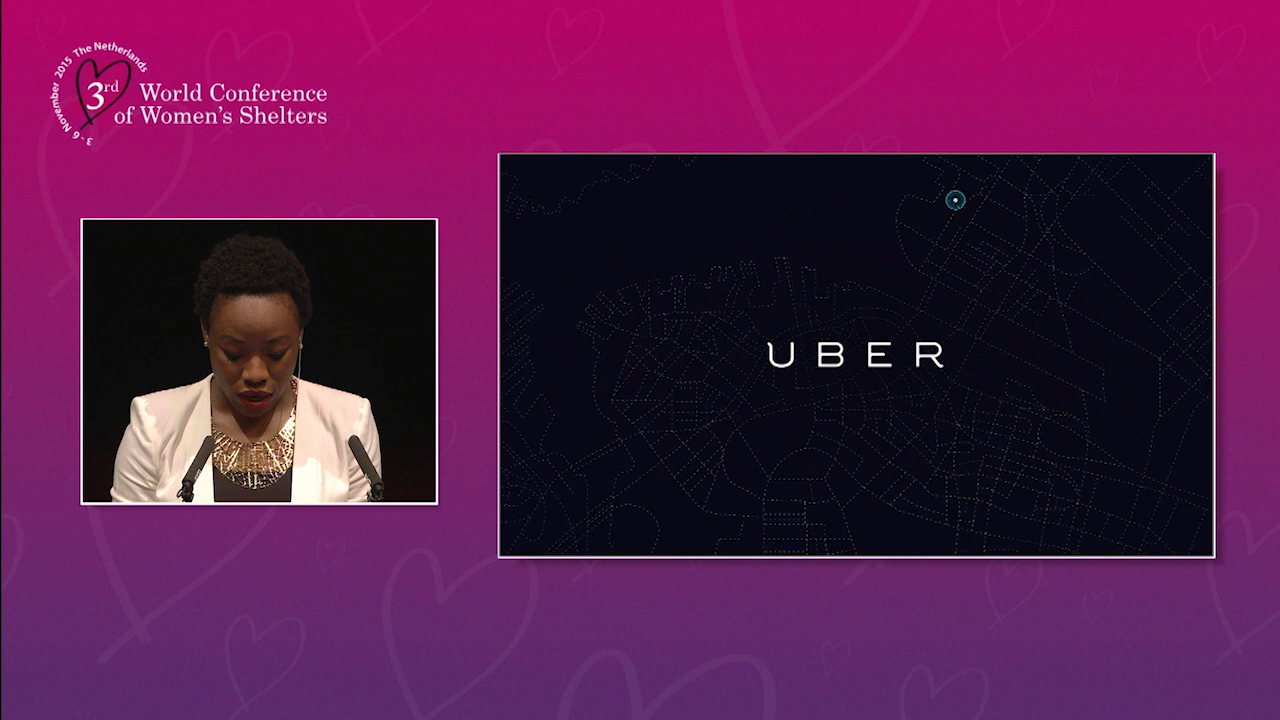 3 - 6 November 2015 The Netherlands
3rd World Conference
of Women's Shelters
UBER